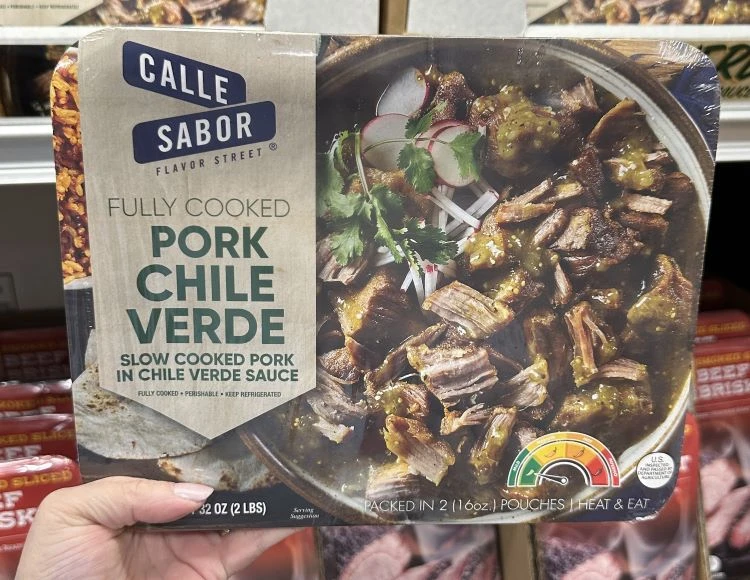 CALLE
SABOR
FLAVOR STREET ®
FULLY COOKED
PORK
CHILE
VERDE
SLOW COOKED PORK
IN CHILE VERDE SAUCE
FULLY COOKED • PERISHABLE • KEEP REFRIGERATED
32 OZ (2 LBS)
Serving
Suggestion
PACKED IN 2 (16oz.) POUCHES | HEAT & EAT
U.S.
INSPECTED
AND PASSED BY
DEPARTMENT OF
AGRICULTURE